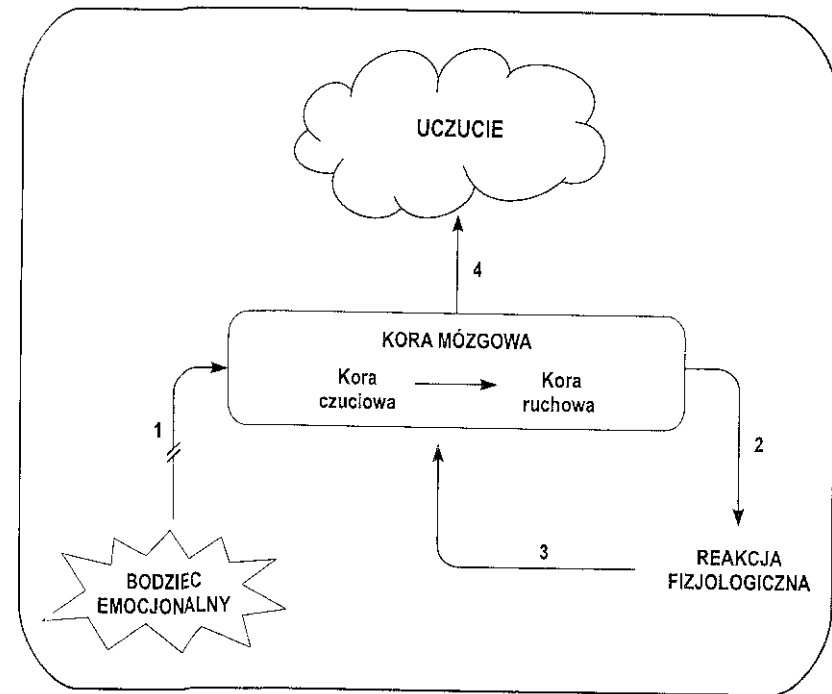 UCZUCIE
4
KORA MÓZGOWA
Kora
czuciowa
Kora
ruchowa
1
2
3
BODZIEC
EMOCJONALNY
REAKCJA
FIZJOLOGICZNA